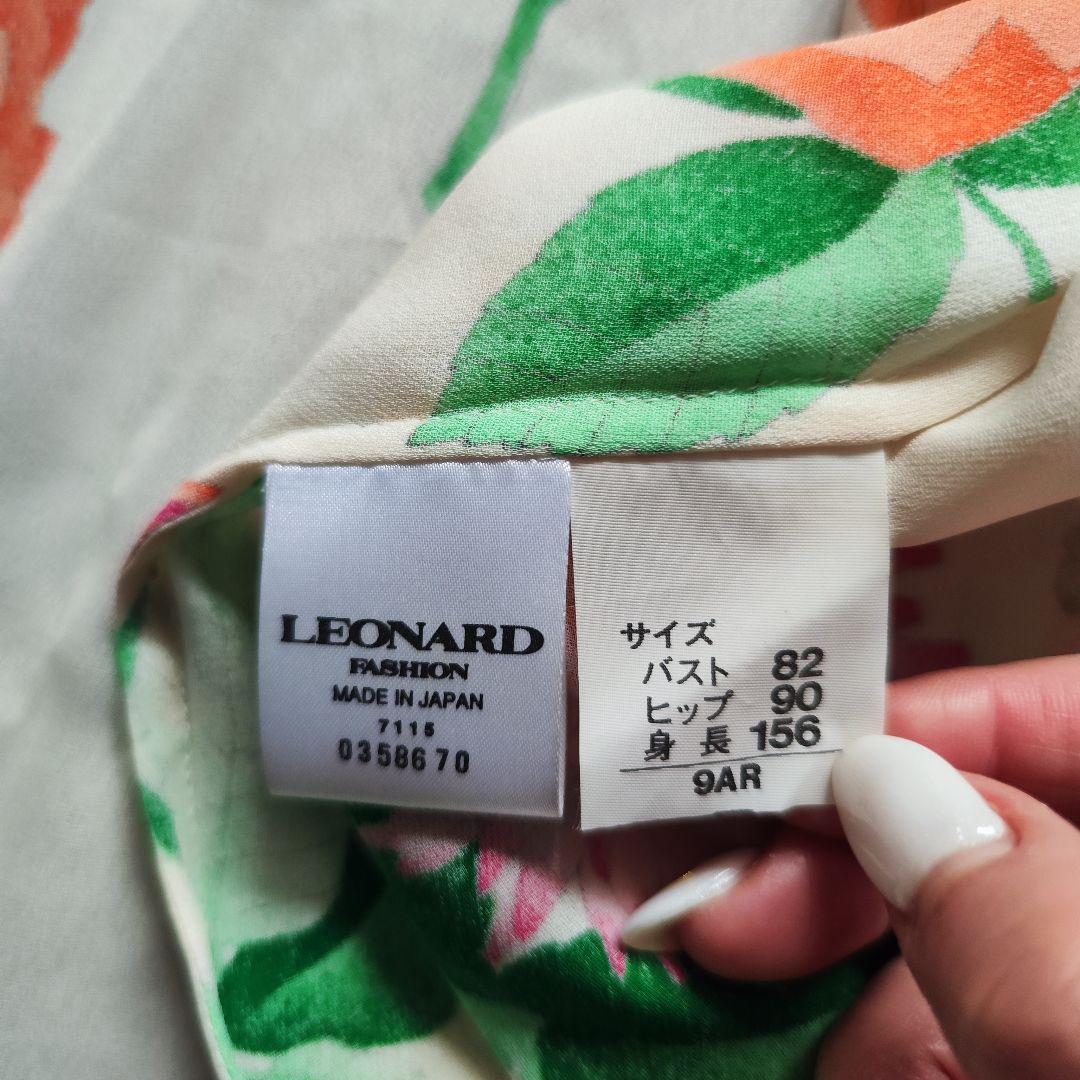 LEONARD
FASHION
MADE IN JAPAN
7115
0358670
サイズ
バスト 82
ヒップ 90
身長 156
9AR